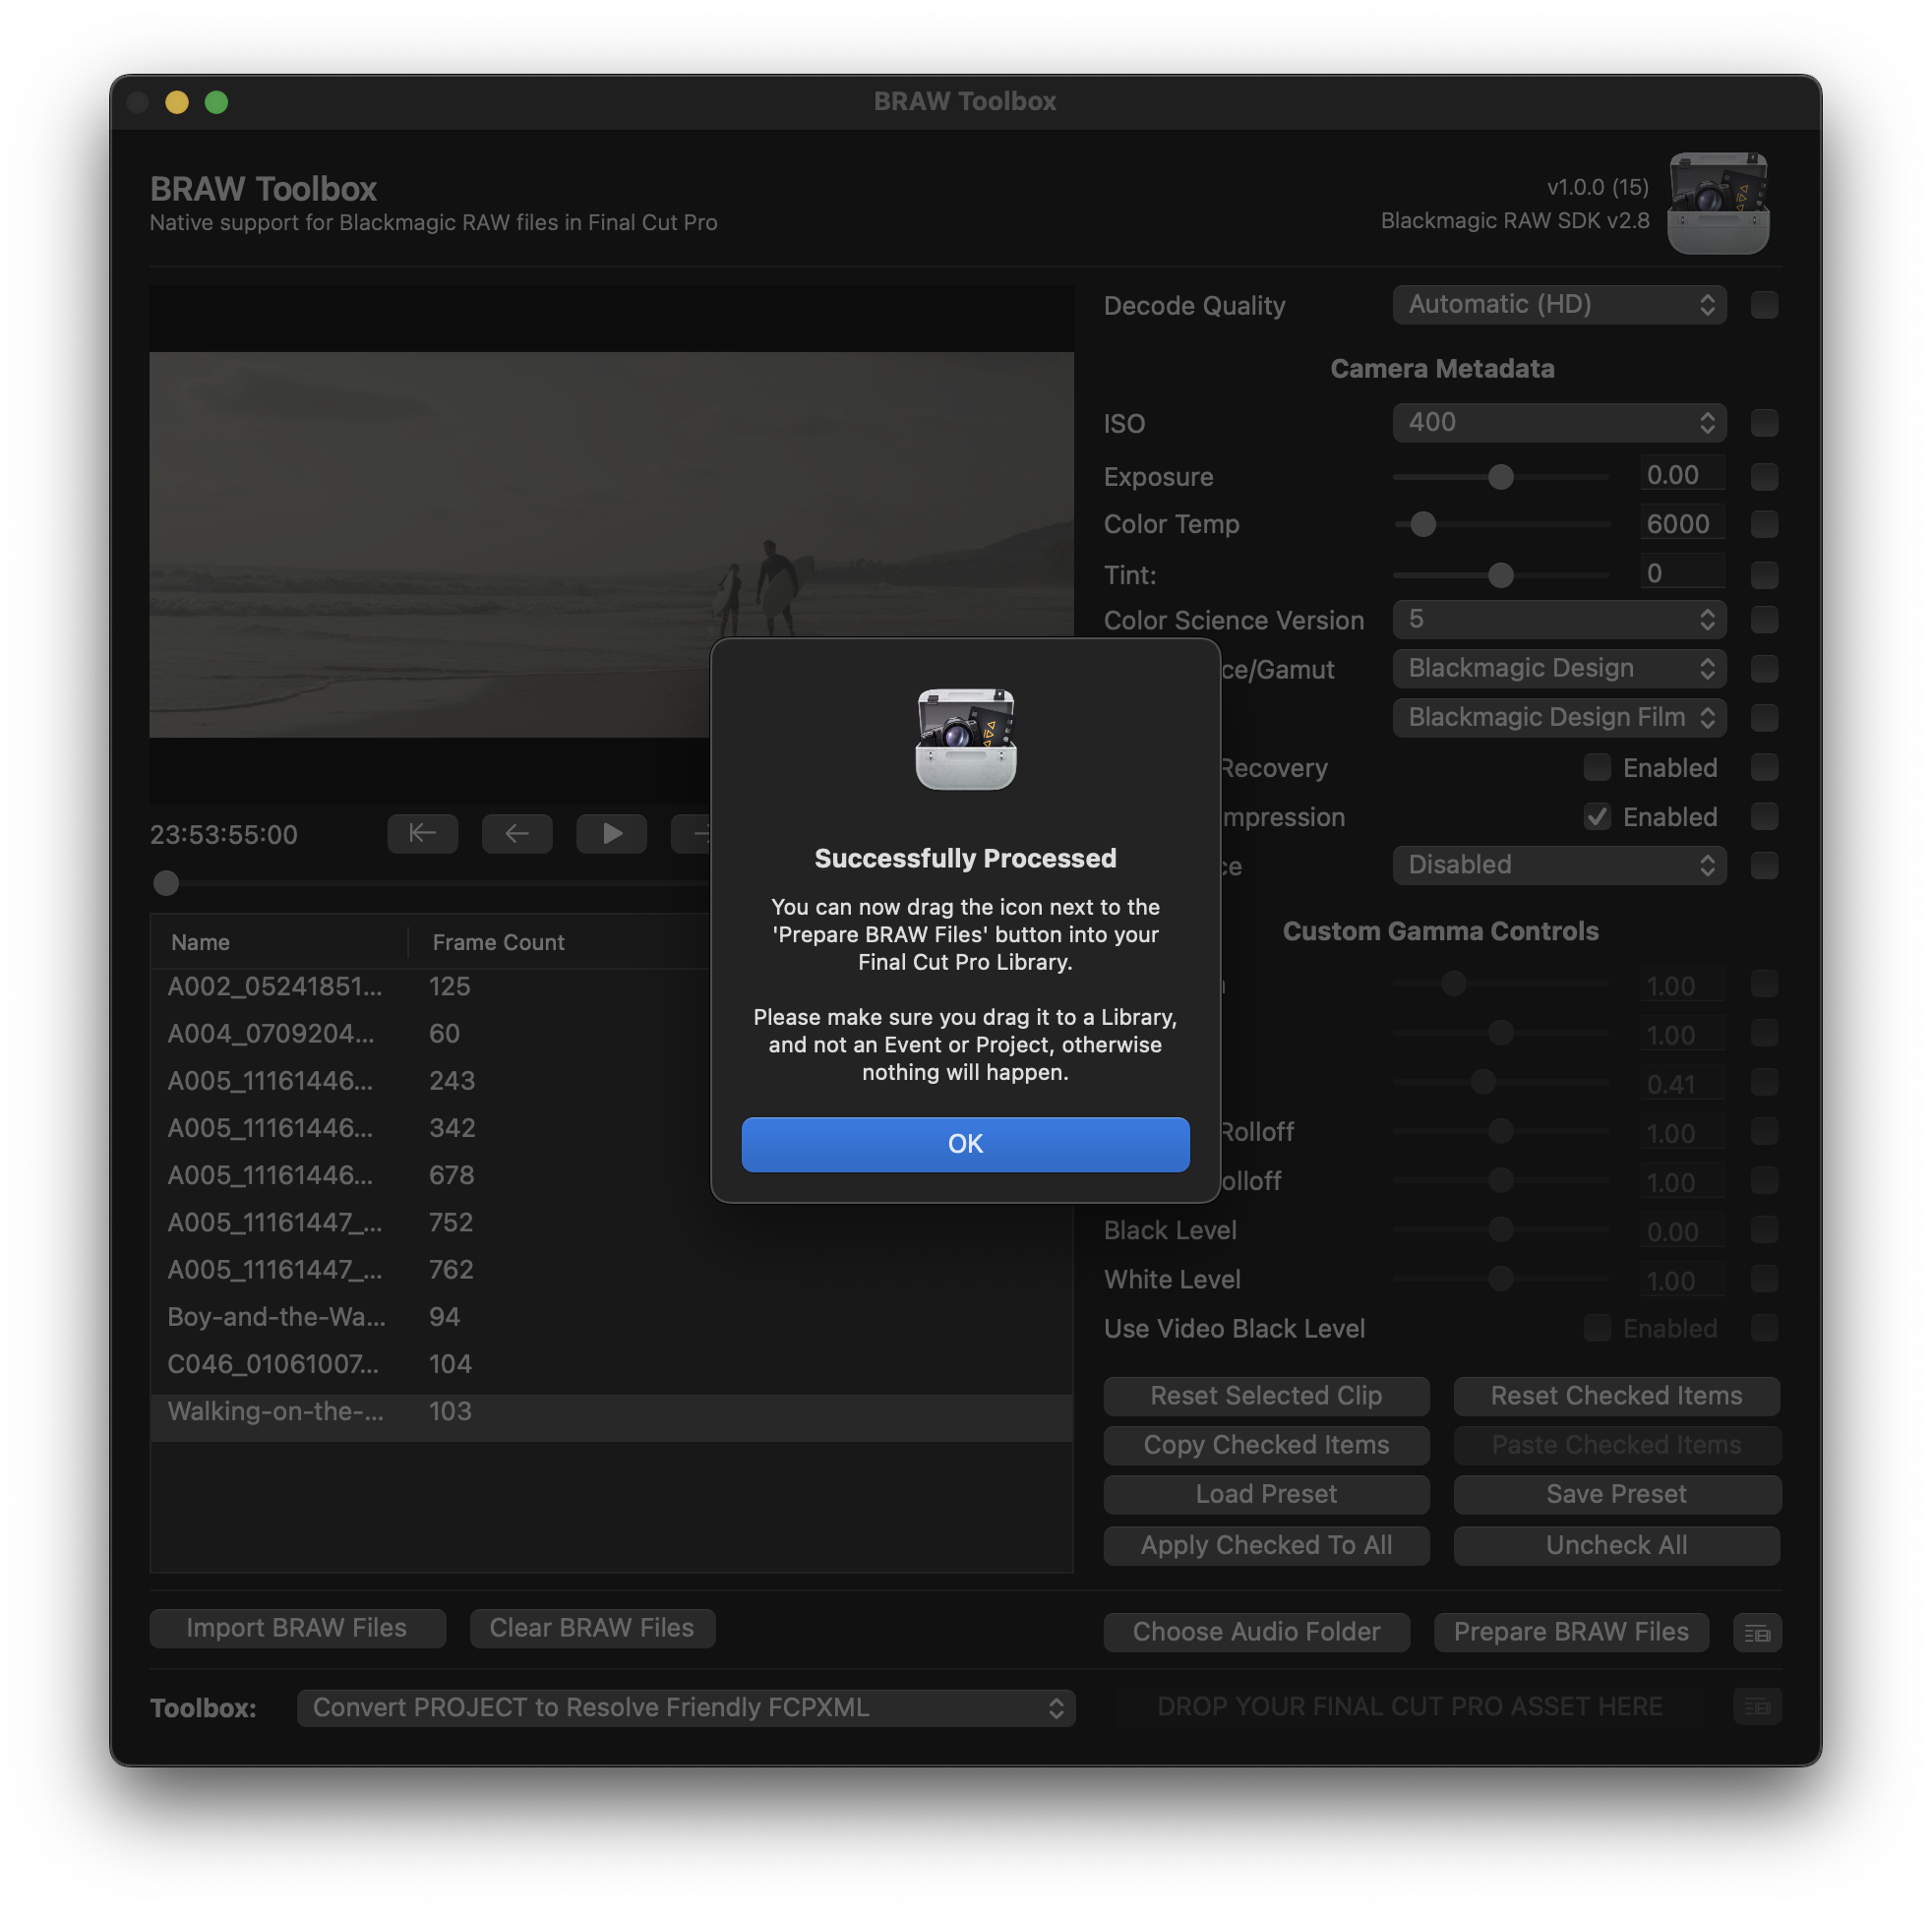 BRAW Toolbox
BRAW Toolbox
Native support for Blackmagic RAW files in Final Cut Pro
v1.0.0 (15)
Blackmagic RAW SDK v2.8
Decode Quality
Automatic (HD)
Camera Metadata
ISO
400
Exposure
0.00
Color Temp
6000
Tint:
0
Color Science Version
5
ce/Gamut
Blackmagic Design
Blackmagic Design Film
Recovery
Enabled
mpression
Enabled
ce
Disabled
Custom Gamma Controls
1.00
1.00
0.41
Rolloff
1.00
olloff
1.00
Black Level
0.00
White Level
1.00
Use Video Black Level
Enabled
Reset Selected Clip
Reset Checked Items
Copy Checked Items
Paste Checked Items
Load Preset
Save Preset
Apply Checked To All
Uncheck All
23:53:55:00
Name
Frame Count
A002_05241851...
125
A004_0709204...
60
A005_11161446...
243
A005_11161446...
342
A005_11161446...
678
A005_11161447_...
752
A005_11161447_...
762
Boy-and-the-Wa...
94
C046_01061007...
104
Walking-on-the-...
103
Successfully Processed
You can now drag the icon next to the
'Prepare BRAW Files' button into your
Final Cut Pro Library.
Please make sure you drag it to a Library,
and not an Event or Project, otherwise
nothing will happen.
OK
Import BRAW Files
Clear BRAW Files
Choose Audio Folder
Prepare BRAW Files
Toolbox:
Convert PROJECT to Resolve Friendly FCPXML
DROP YOUR FINAL CUT PRO ASSET HERE